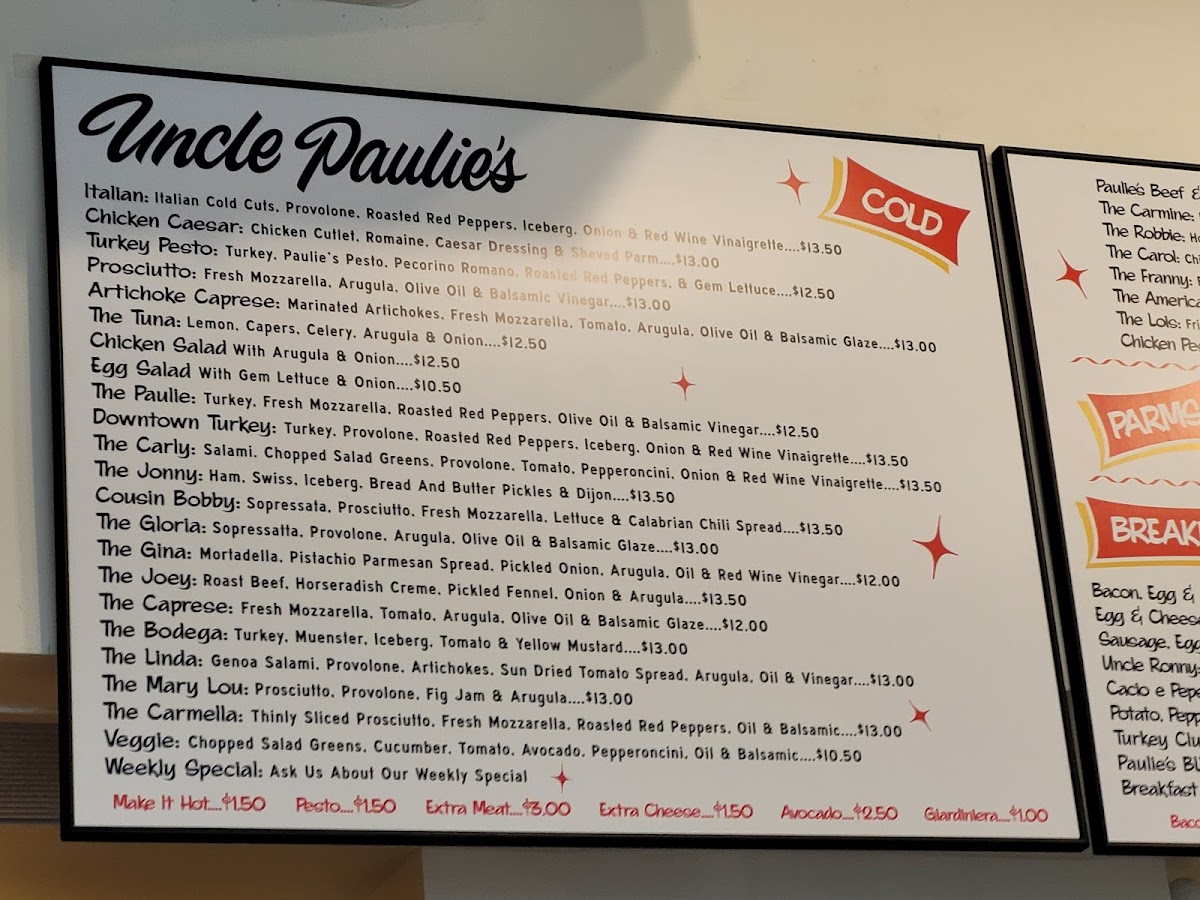 Uncle Paulie's
COLD
Italian: Italian Cold Cuts, Provolone, Roasted Red Peppers, Iceberg, Onion & Red Wine Vinaigrette....$13.50
Chicken Caesar: Chicken Cutlet, Romaine, Caesar Dressing & Shaved Parm....$13.00
Turkey Pesto: Turkey, Paulie's Pesto, Pecorino Romano, Roasted Red Peppers, & Gem Lettuce....$12.50
Prosciutto: Fresh Mozzarella, Arugula, Olive Oil & Balsamic Vinegar....$13.00
Artichoke Caprese: Marinated Artichokes, Fresh Mozzarella, Tomato, Arugula, Olive Oil & Balsamic Glaze....$13.00
The Tuna: Lemon, Capers, Celery, Arugula & Onion....$12.50
Chicken Salad With Arugula & Onion....$12.50
Egg Salad With Gem Lettuce & Onion....$10.50
The Paulie: Turkey, Fresh Mozzarella, Roasted Red Peppers, Olive Oil & Balsamic Vinegar....$12.50
Downtown Turkey: Turkey, Provolone, Roasted Red Peppers, Iceberg, Onion & Red Wine Vinaigrette....$13.50
The Carly: Salami, Chopped Salad Greens, Provolone, Tomato, Pepperoncini, Onion & Red Wine Vinaigrette....$13.50
The Jonny: Ham, Swiss, Iceberg, Bread And Butter Pickles & Dijon....$13.50
Cousin Bobby: Sopressata, Prosciutto, Fresh Mozzarella, Lettuce & Calabrian Chili Spread....$13.50
The Gloria: Sopressatta, Provolone, Arugula, Olive Oil & Balsamic Glaze....$13.00
The Gina: Mortadella, Pistachio Parmesan Spread, Pickled Onion, Arugula, Oil & Red Wine Vinegar....$12.00
The Joey: Roast Beef, Horseradish Creme, Pickled Fennel, Onion & Arugula....$13.50
The Caprese: Fresh Mozzarella, Tomato, Arugula, Olive Oil & Balsamic Glaze....$12.00
The Bodega: Turkey, Muenster, Iceberg, Tomato & Yellow Mustard....$13.00
The Linda: Genoa Salami, Provolone, Artichokes, Sun Dried Tomato Spread, Arugula, Oil & Vinegar....$13.00
The Mary Lou: Prosciutto, Provolone, Fig Jam & Arugula....$13.00
The Carmella: Thinly Sliced Prosciutto, Fresh Mozzarella, Roasted Red Peppers, Oil & Balsamic....$13.00
Veggie: Chopped Salad Greens, Cucumber, Tomato, Avocado, Pepperoncini, Oil & Balsamic....$10.50
Weekly Special: Ask Us About Our Weekly Special
Make It Hot....$1.50 Pesto....$1.50 Extra Meat....$3.00 Extra Cheese....$1.50 Avocado....$2.50 Giardiniera....$1.00
Paulie's Beef &
The Carmine:
The Robbie:
The Carol:
The Franny:
The America
The Lois:
Chicken
PARMS
BREAK
Bacon, Egg &
Egg & Cheese
Sausage, Egg
Uncle Ronny:
Cacio e Pepe
Potato, Pepp
Turkey Clu
Paulie's BL
Breakfast
Baco